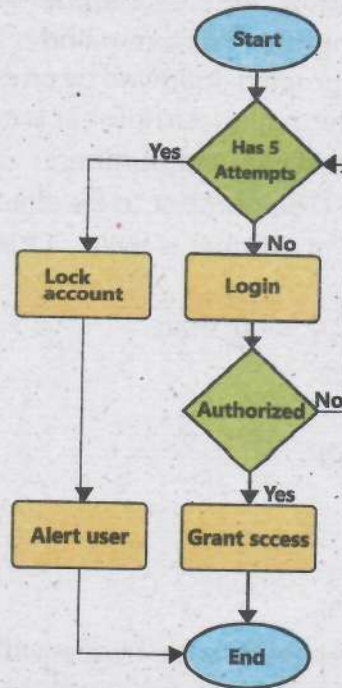 Start
Has 5
Attempts
Yes
No
Lock
account
Login
Authorized
No
Yes
Alert user
Grant sccess
End